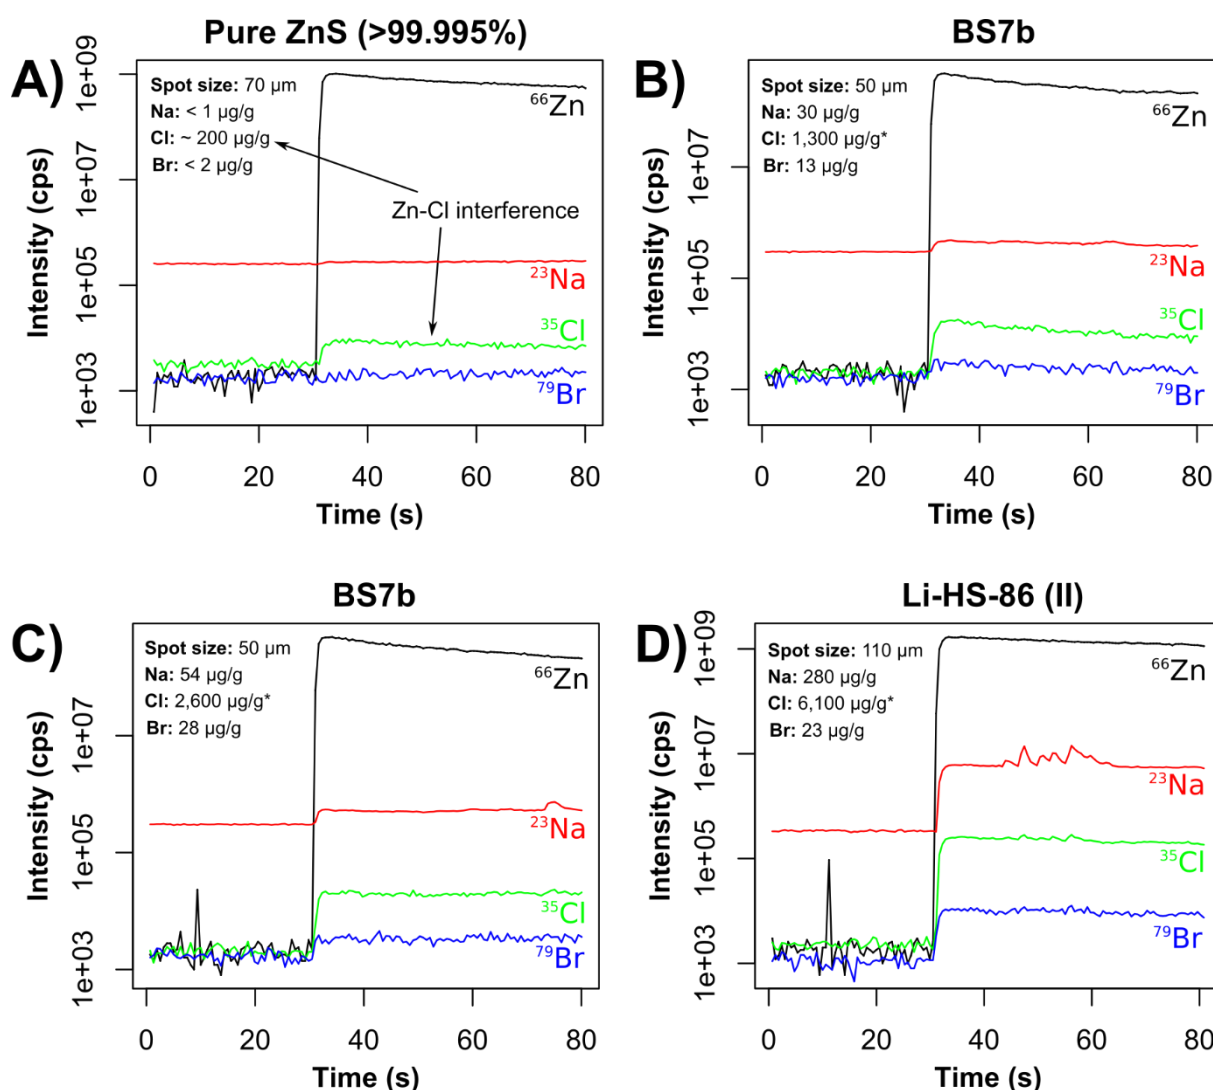 A)
Pure ZnS (>99.995%)
Spot size: 70 µm
Na: < 1 µg/g
Cl: ~ 200 µg/g
Br: < 2 µg/g
Zn-Cl interference
⁶⁶Zn
²³Na
³⁵Cl
⁷⁹Br
Intensity (cps)
1e+09
1e+07
1e+05
1e+03
0 20 40 60 80
Time (s)
B)
BS7b
Spot size: 50 µm
Na: 30 µg/g
Cl: 1,300 µg/g*
Br: 13 µg/g
⁶⁶Zn
²³Na
³⁵Cl
⁷⁹Br
Intensity (cps)
1e+07
1e+05
1e+03
0 20 40 60 80
Time (s)
C)
BS7b
Spot size: 50 µm
Na: 54 µg/g
Cl: 2,600 µg/g*
Br: 28 µg/g
⁶⁶Zn
²³Na
³⁵Cl
⁷⁹Br
Intensity (cps)
1e+07
1e+05
1e+03
0 20 40 60 80
Time (s)
D)
Li-HS-86 (II)
Spot size: 110 µm
Na: 280 µg/g
Cl: 6,100 µg/g*
Br: 23 µg/g
⁶⁶Zn
²³Na
³⁵Cl
⁷⁹Br
Intensity (cps)
1e+09
1e+07
1e+05
1e+03
0 20 40 60 80
Time (s)